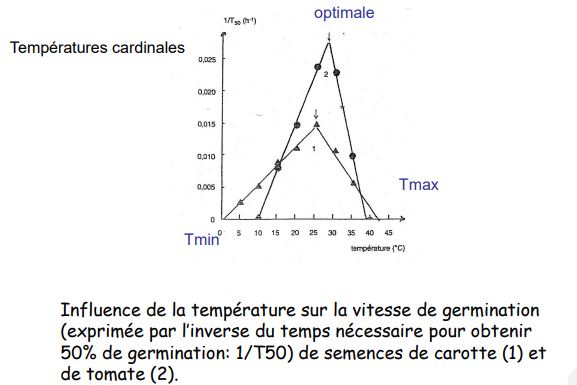 optimale
1/T50 (h-1)
Températures cardinales
0,025
2
0,020
0,015
1
0,010
Tmax
0,005
0
Tmin
0 5 10 15 20 25 30 35 40 45
température (°C)
Influence de la température sur la vitesse de germination
(exprimée par l'inverse du temps nécessaire pour obtenir
50% de germination: 1/T50) de semences de carotte (1) et
de tomate (2).